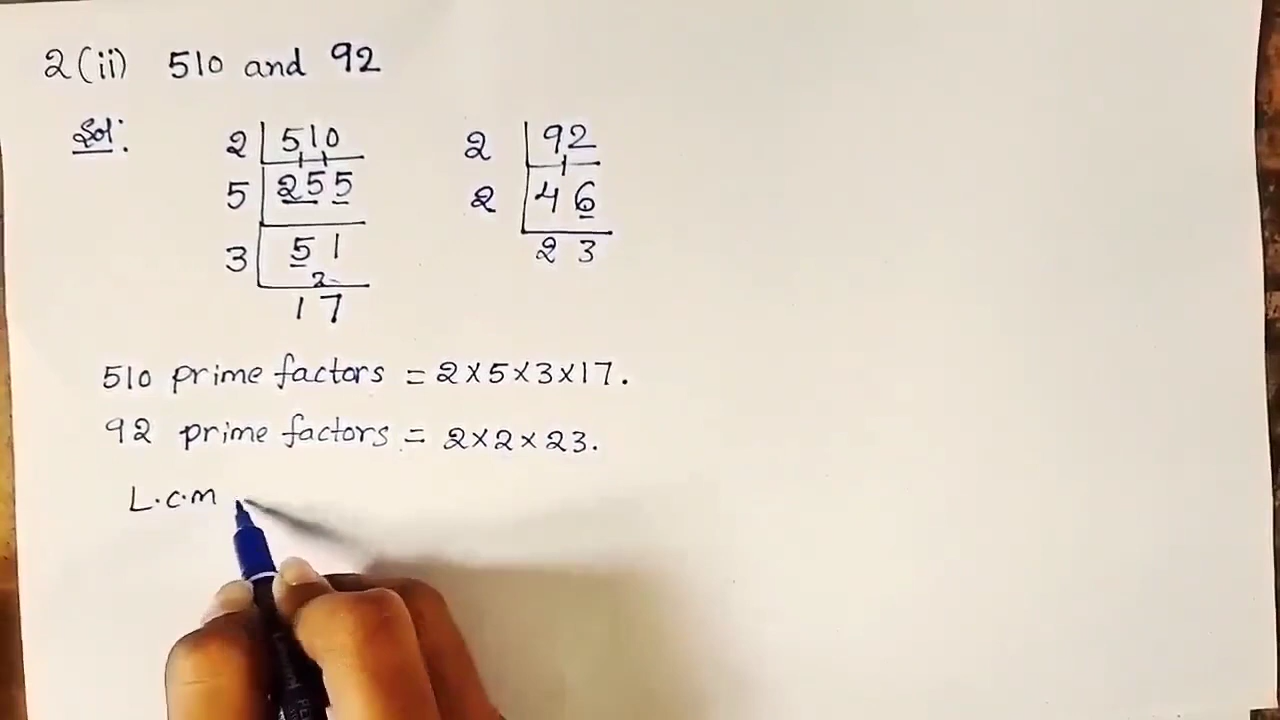 2(ii) 510 and 92
Sol:
2 | 510
5 | 255
3 | 51
2
17
2 | 92
2 | 46
23
510 prime factors = 2×5×3×17.
92 prime factors = 2×2×23.
L.c.m